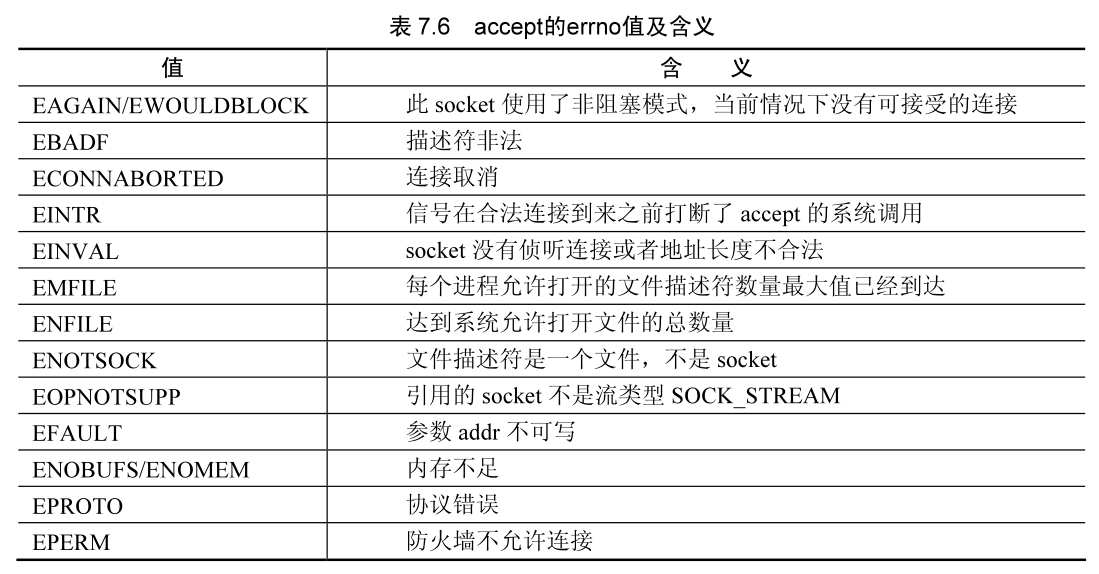 表 7.6 accept的errno值及含义
值 含 义
EAGAIN/EWOULDBLOCK 此 socket 使用了非阻塞模式，当前情况下没有可接受的连接
EBADF 描述符非法
ECONNABORTED 连接取消
EINTR 信号在合法连接到来之前打断了 accept 的系统调用
EINVAL socket 没有侦听连接或者地址长度不合法
EMFILE 每个进程允许打开的文件描述符数量最大值已经到达
ENFILE 达到系统允许打开文件的总数量
ENOTSOCK 文件描述符是一个文件，不是 socket
EOPNOTSUPP 引用的 socket 不是流类型 SOCK_STREAM
EFAULT 参数 addr 不可写
ENOBUFS/ENOMEM 内存不足
EPROTO 协议错误
EPERM 防火墙不允许连接